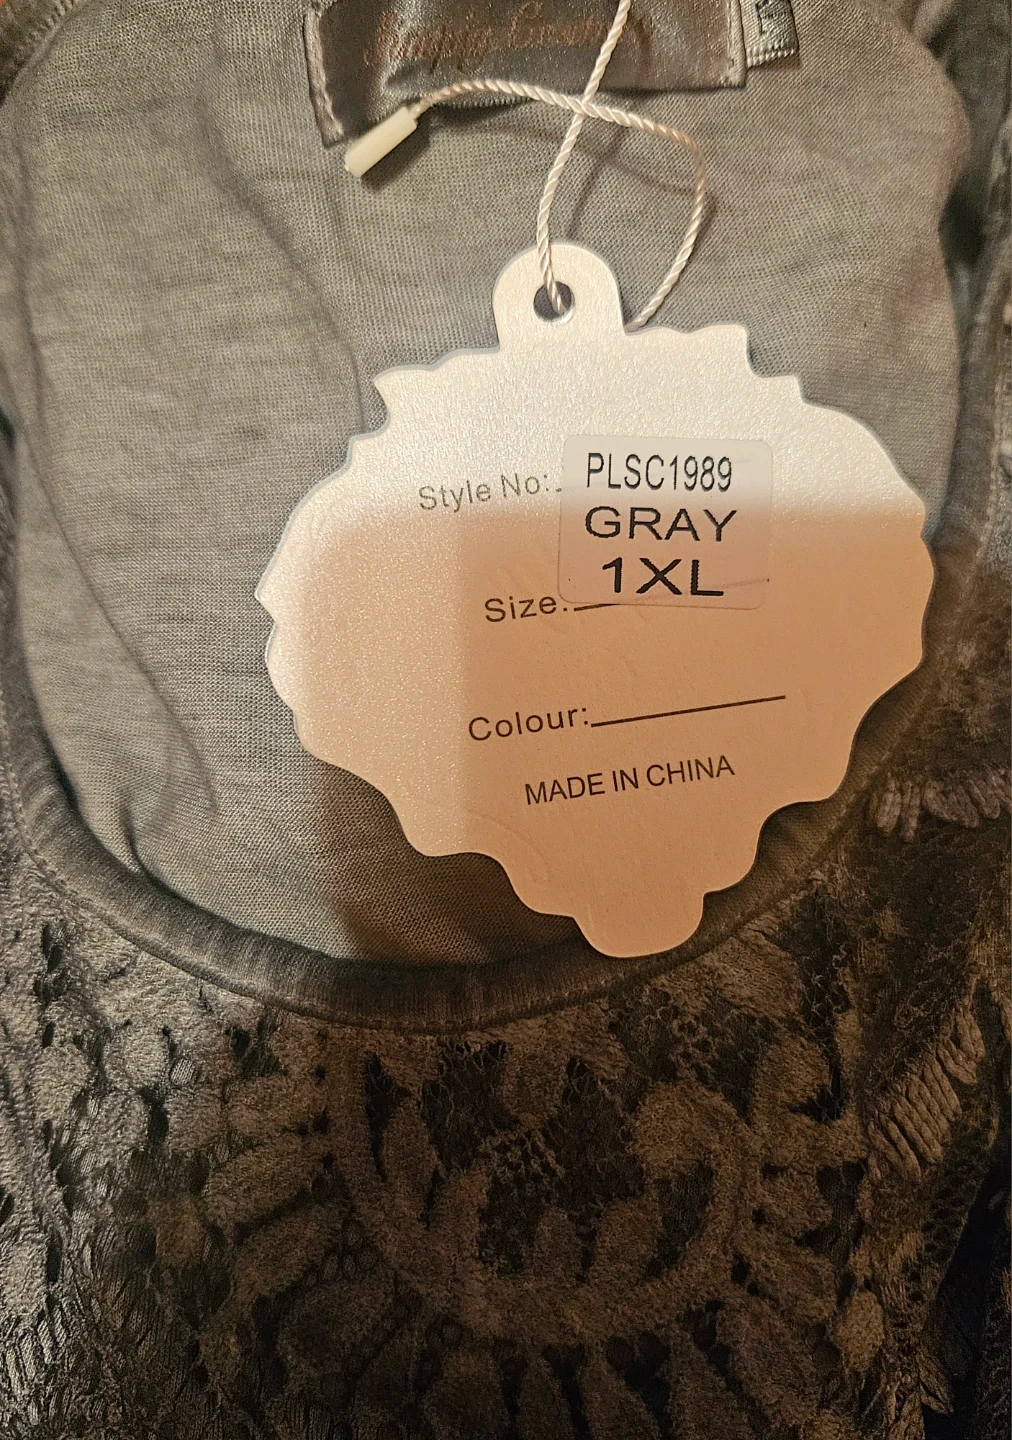 Style No:
PLSC1989
GRAY
1XL
Size:
Colour:
MADE IN CHINA